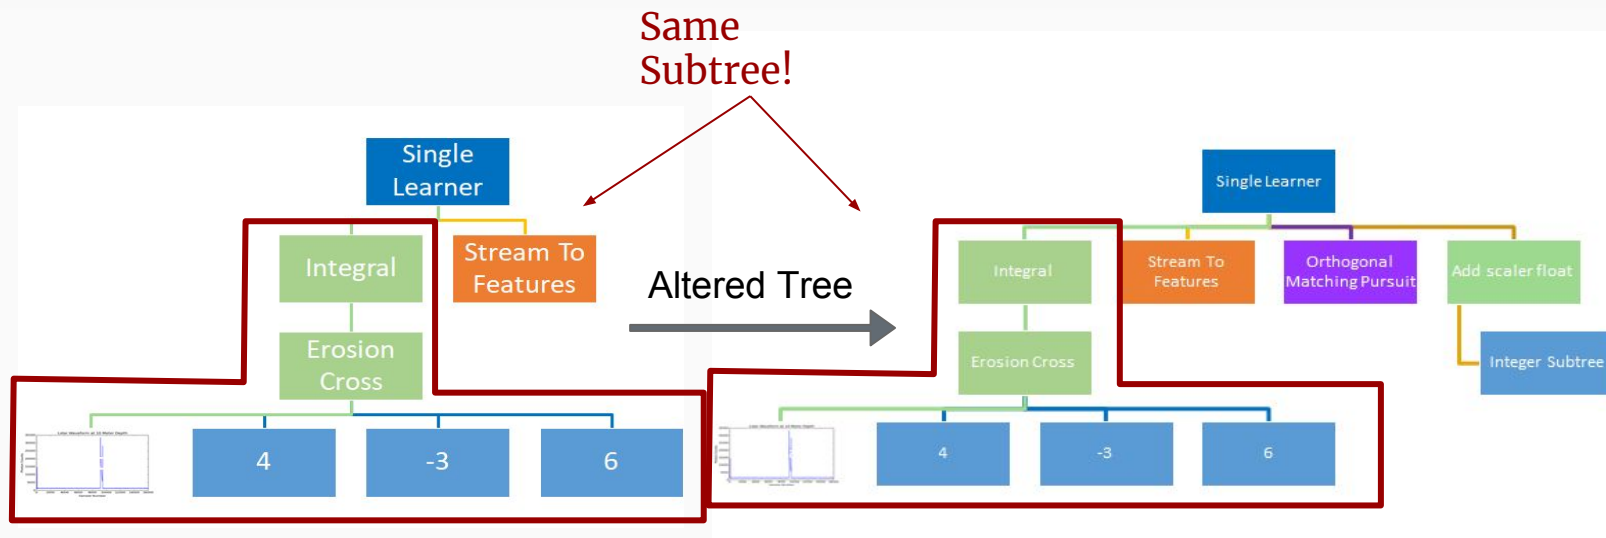 Same
Subtree!
Single
Learner
Integral
Stream To
Features
Erosion
Cross
4
-3
6
Altered Tree
Single Learner
Integral
Stream To
Features
Orthogonal
Matching Pursuit
Add scaler float
Erosion Cross
Integer Subtree
4
-3
6